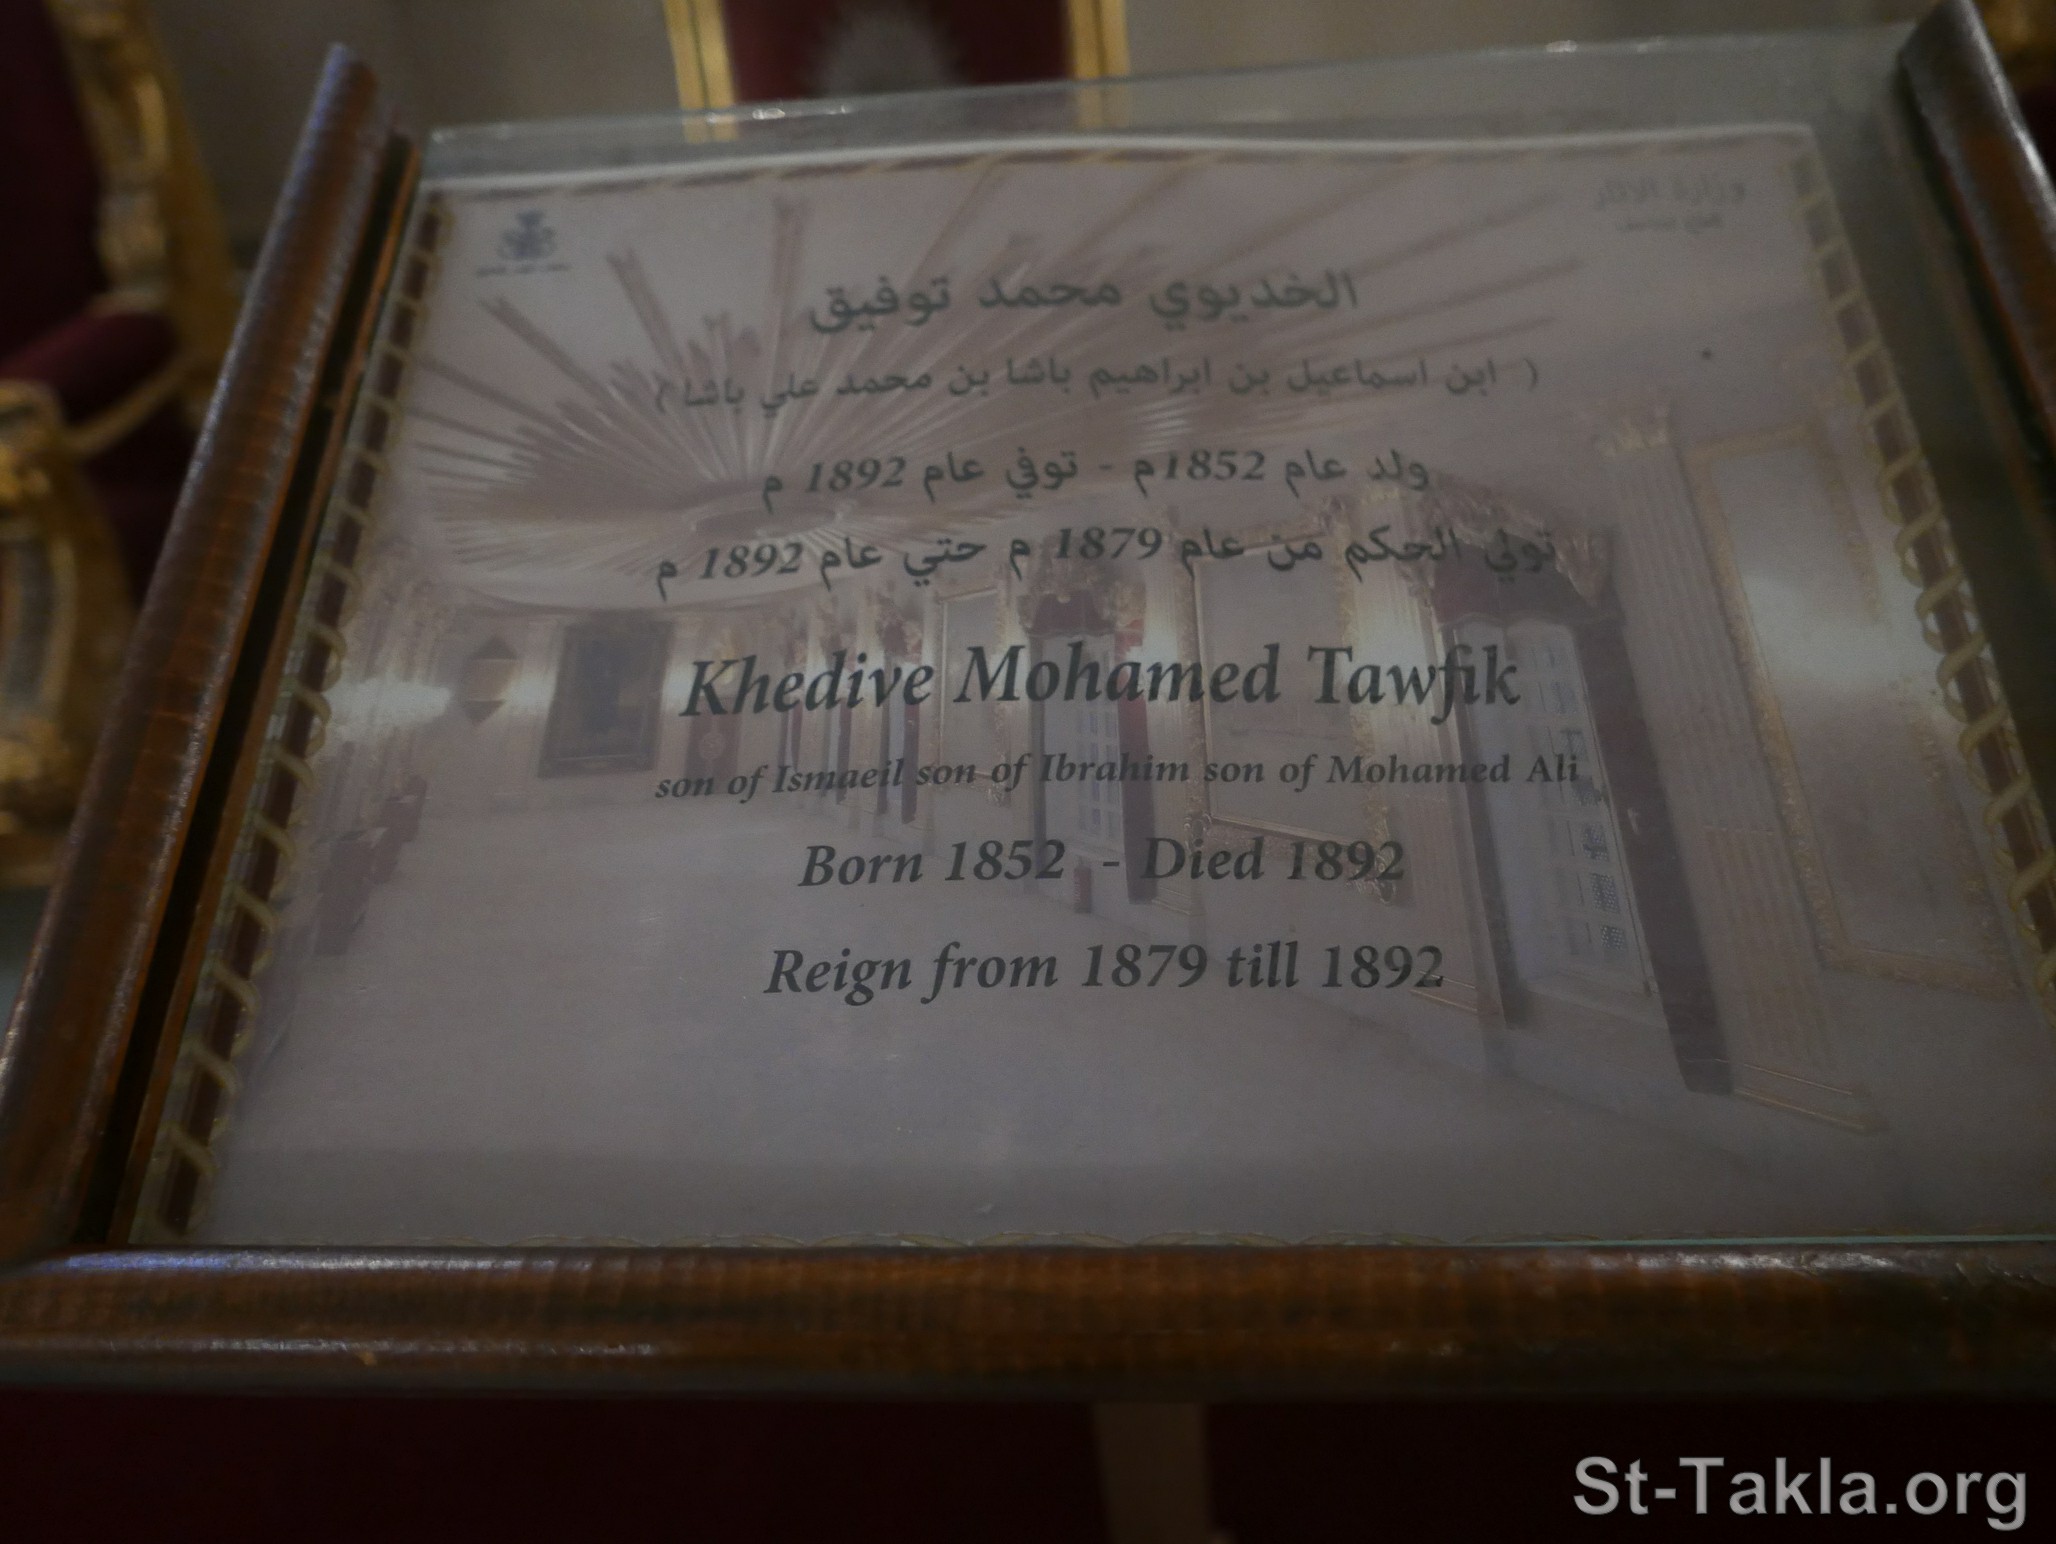 وزارة الاثار
الخديوي محمد توفيق
( ابن اسماعيل بن ابراهيم باشا بن محمد علي باشا )
ولد عام 1852م - توفي عام 1892 م
تولي الحكم من عام 1879 م حتي عام 1892 م
Khedive Mohamed Tawfik
son of Ismaeil son of Ibrahim son of Mohamed Ali
Born 1852 - Died 1892
Reign from 1879 till 1892
St-Takla.org